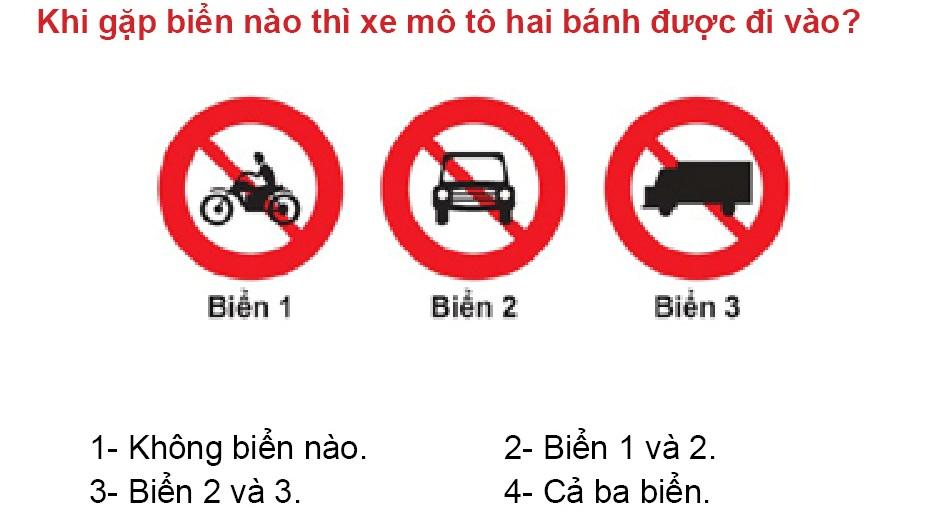 Khi gặp biển nào thì xe mô tô hai bánh được đi vào?
Biển 1 Biển 2 Biển 3
1- Không biển nào. 2- Biển 1 và 2.
3- Biển 2 và 3. 4- Cả ba biển.